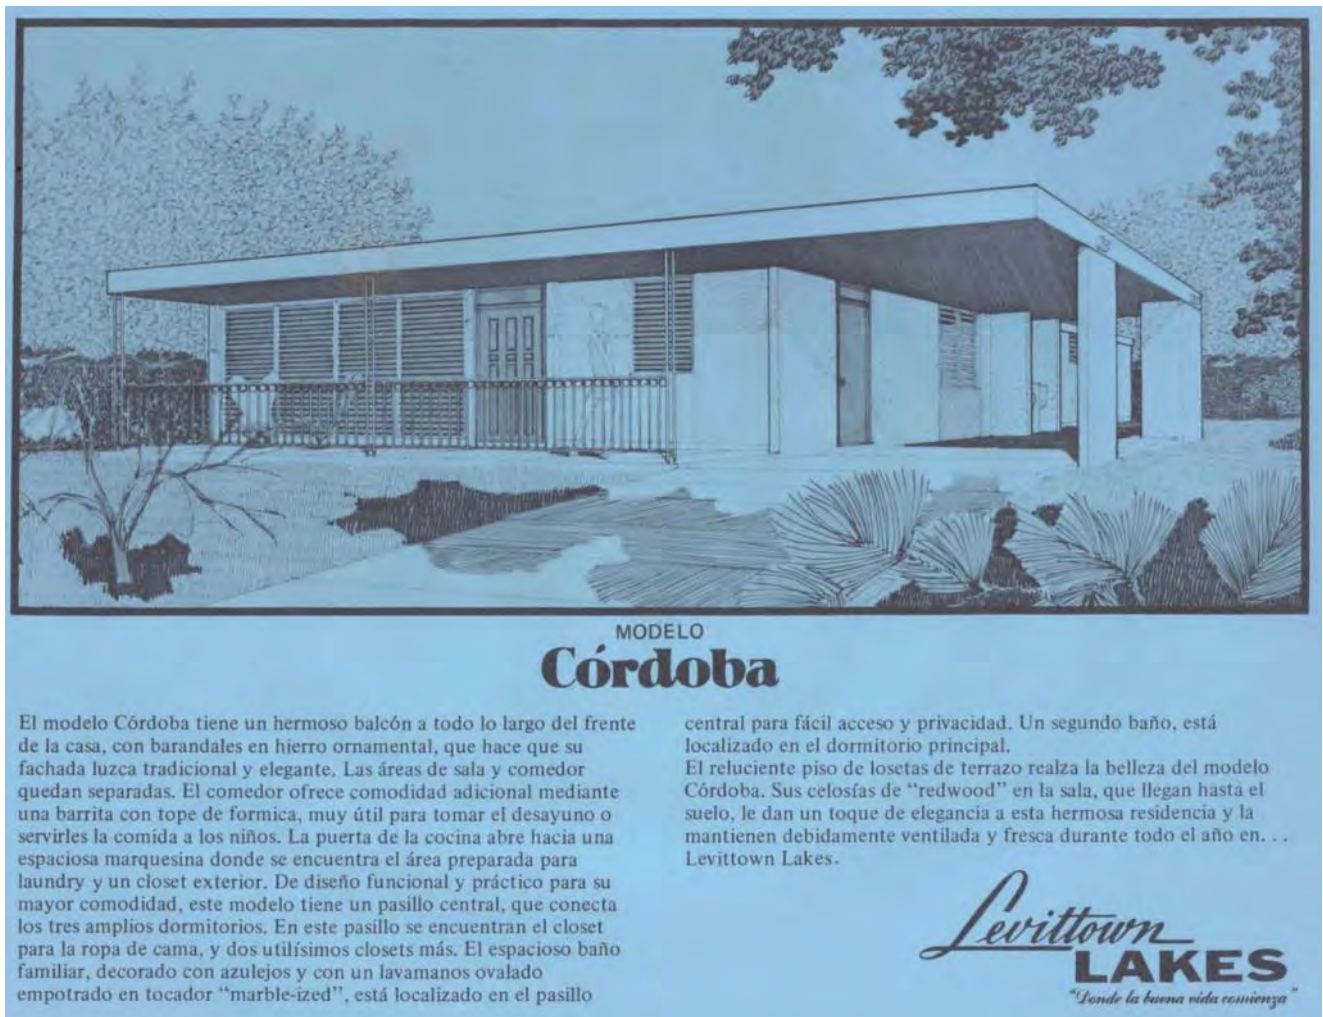 MODELO
Córdoba
El modelo Córdoba tiene un hermoso balcón a todo lo largo del frente
de la casa, con barandales en hierro ornamental, que hace que su
fachada luzca tradicional y elegante. Las áreas de sala y comedor
quedan separadas. El comedor ofrece comodidad adicional mediante
una barrita con tope de formica, muy útil para tomar el desayuno o
servirles la comida a los niños. La puerta de la cocina abre hacia una
espaciosa marquesina donde se encuentra el área preparada para
laundry y un closet exterior. De diseño funcional y práctico para su
mayor comodidad, este modelo tiene un pasillo central, que conecta
los tres amplios dormitorios. En este pasillo se encuentran el closet
para la ropa de cama, y dos utilísimos closets más. El espacioso baño
familiar, decorado con azulejos y con un lavamanos ovalado
empotrado en tocador “marble-ized”, está localizado en el pasillo
central para fácil acceso y privacidad. Un segundo baño, está
localizado en el dormitorio principal.
El reluciente piso de losetas de terrazo realza la belleza del modelo
Córdoba. Sus celosías de “redwood” en la sala, que llegan hasta el
suelo, le dan un toque de elegancia a esta hermosa residencia y la
mantienen debidamente ventilada y fresca durante todo el año en. . .
Levittown Lakes.
Levittown
LAKES
“Donde la buena vida comienza”